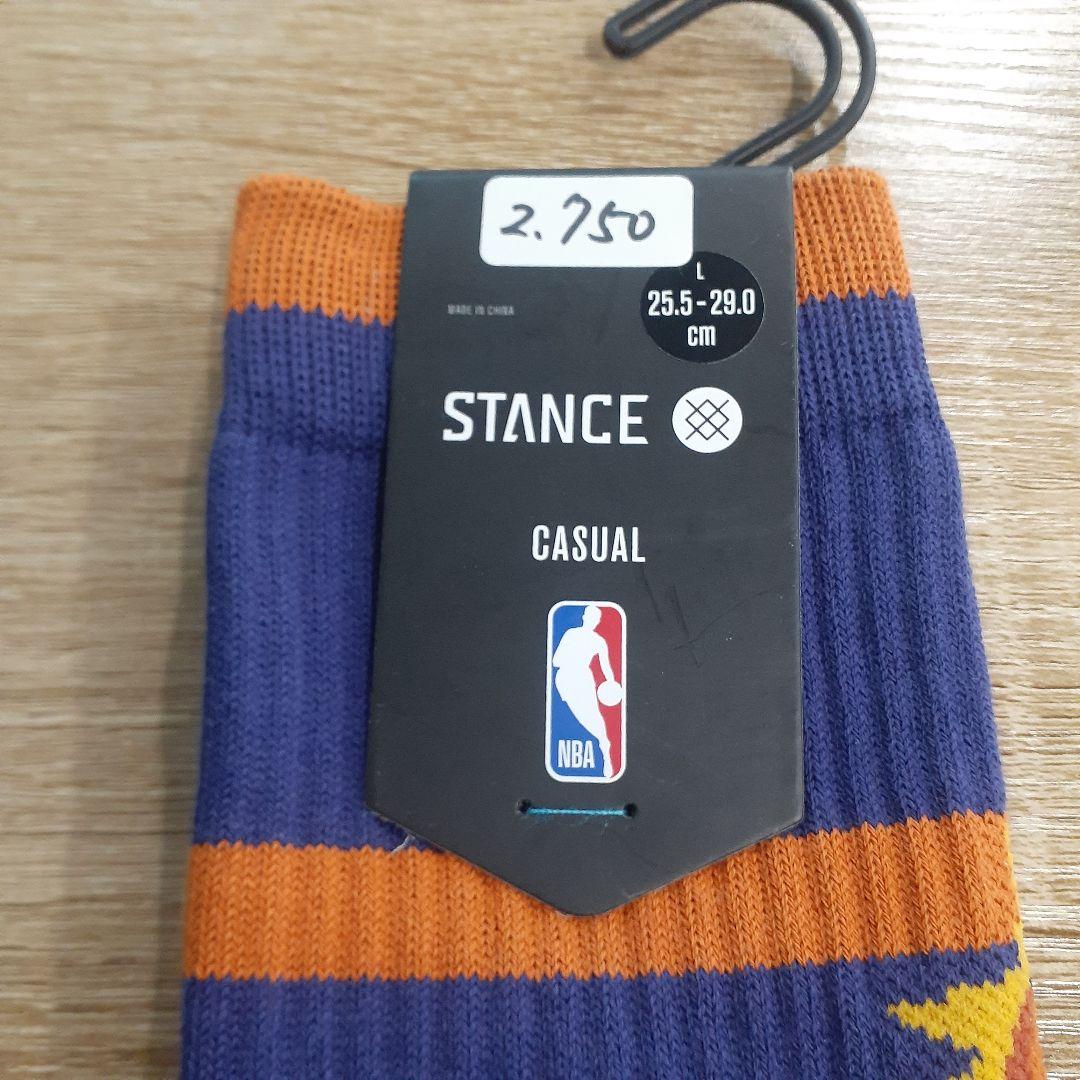 2.750
L
25.5-29.0
cm
MADE IN CHINA
STANCE
CASUAL
NBA